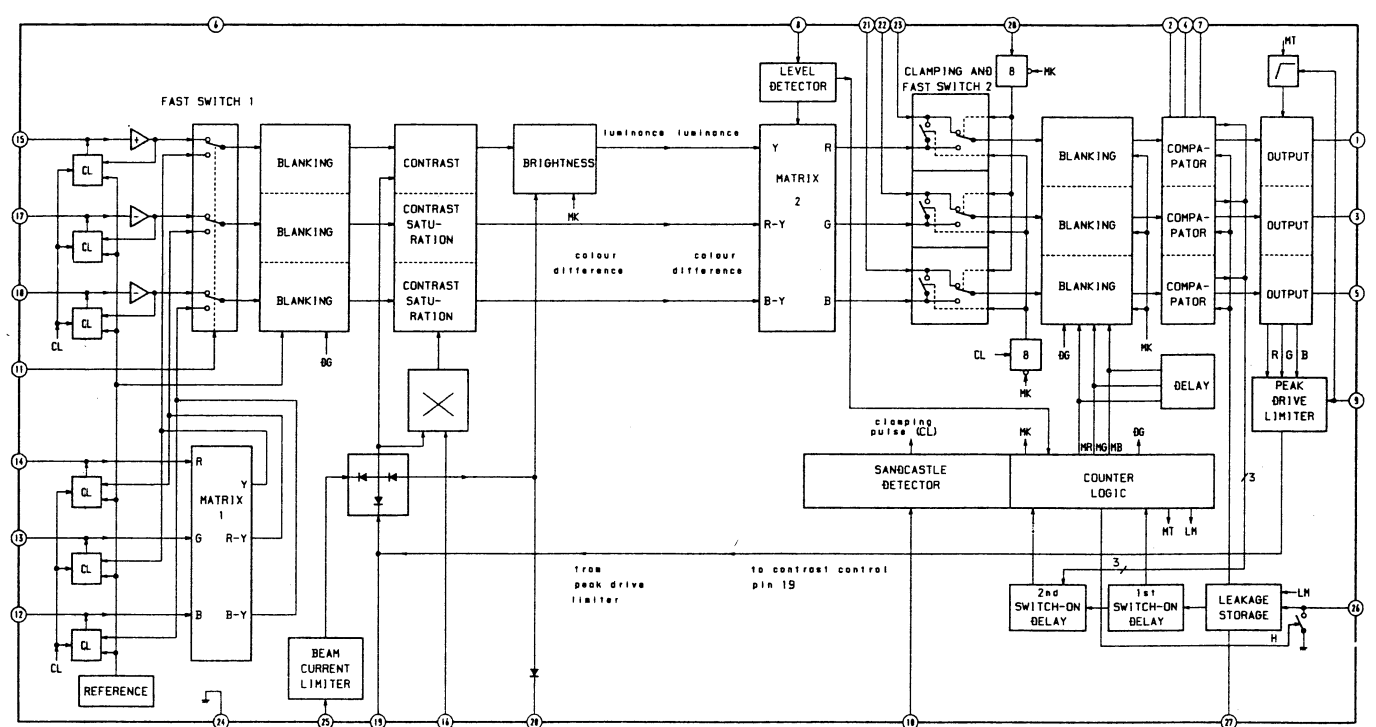 6 8 21 22 23 28 2 4 7
FAST SWITCH 1
LEVEL
DETECTOR
CLAMPING AND
FAST SWITCH 2
8 MK
MT
15 + CL
17 - CL
18 - CL
CL
11
BLANKING
BLANKING
BLANKING
DG
CONTRAST
CONTRAST
SATU-
RATION
CONTRAST
SATU-
RATION
BRIGHTNESS
MK
luminance luminance
colour colour
difference difference
Y R
MATRIX
2
R-Y G
B-Y B
CL 8
MK
BLANKING
BLANKING
BLANKING
DG MK
COMPA-
PATOR
COMPA-
PATOR
COMPA-
PATOR
OUTPUT 1
OUTPUT 3
OUTPUT 5
R G B
DELAY
PEAK
DRIVE
LIMITER
9
clamping
pulse (CL)
MK MR MG MB DG
SANDCASTLE
DETECTOR
COUNTER
LOGIC
MT LM
/3
3/
14 R Y
CL
MATRIX
1
13 G R-Y
CL
12 B B-Y
CL
CL
REFERENCE
from
peak drive
limiter
to contrast control
pin 19
2nd
SWITCH-ON
DELAY
1st
SWITCH-ON
DELAY
LEAKAGE
STORAGE
LM
26
H
BEAM
CURRENT
LIMITER
24 25 19 16 20 10 27